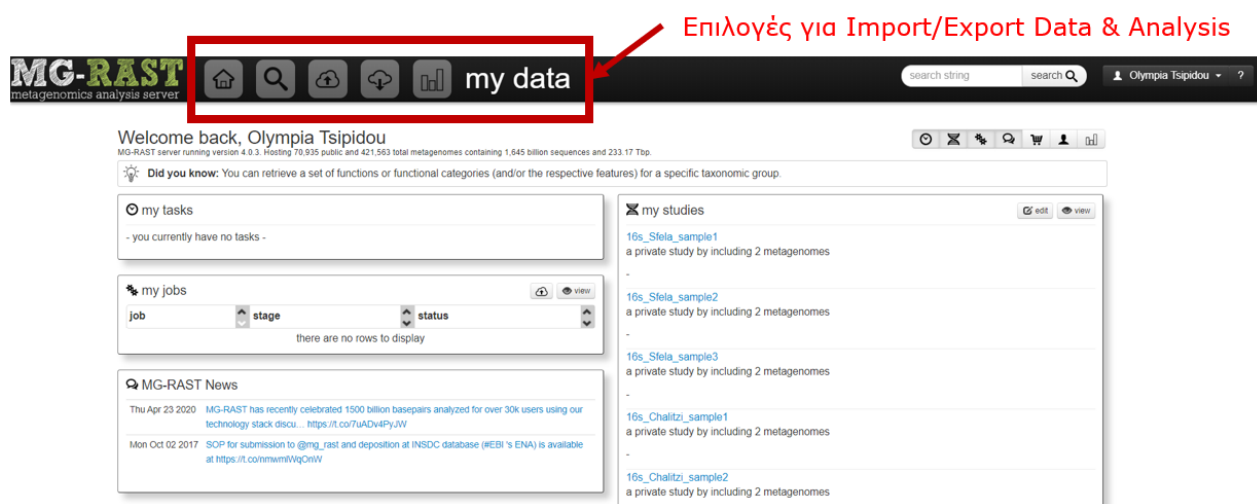 Επιλογές για Import/Export Data & Analysis
MG-RAST
metagenomics analysis server
my data
search string
search
Olympia Tsipidou
?
Welcome back, Olympia Tsipidou
MG-RAST server running version 4.0.3. Hosting 70,935 public and 421,563 total metagenomes containing 1,645 billion sequences and 233.17 Tbp.
Did you know: You can retrieve a set of functions or functional categories (and/or the respective features) for a specific taxonomic group.
my tasks
- you currently have no tasks -
my jobs
view
job
stage
status
there are no rows to display
MG-RAST News
Thu Apr 23 2020
MG-RAST has recently celebrated 1500 billion basepairs analyzed for over 30k users using our
technology stack discu... https://t.co/7uADv4PyJW
Mon Oct 02 2017
SOP for submission to @mg_rast and deposition at INSDC database (#EBI 's ENA) is available
at https://t.co/nmwmlWqOnW
my studies
edit
view
16s_Sfela_sample1
a private study by including 2 metagenomes
-
16s_Sfela_sample2
a private study by including 2 metagenomes
-
16s_Sfela_sample3
a private study by including 2 metagenomes
-
16s_Chalitzi_sample1
a private study by including 2 metagenomes
-
16s_Chalitzi_sample2
a private study by including 2 metagenomes